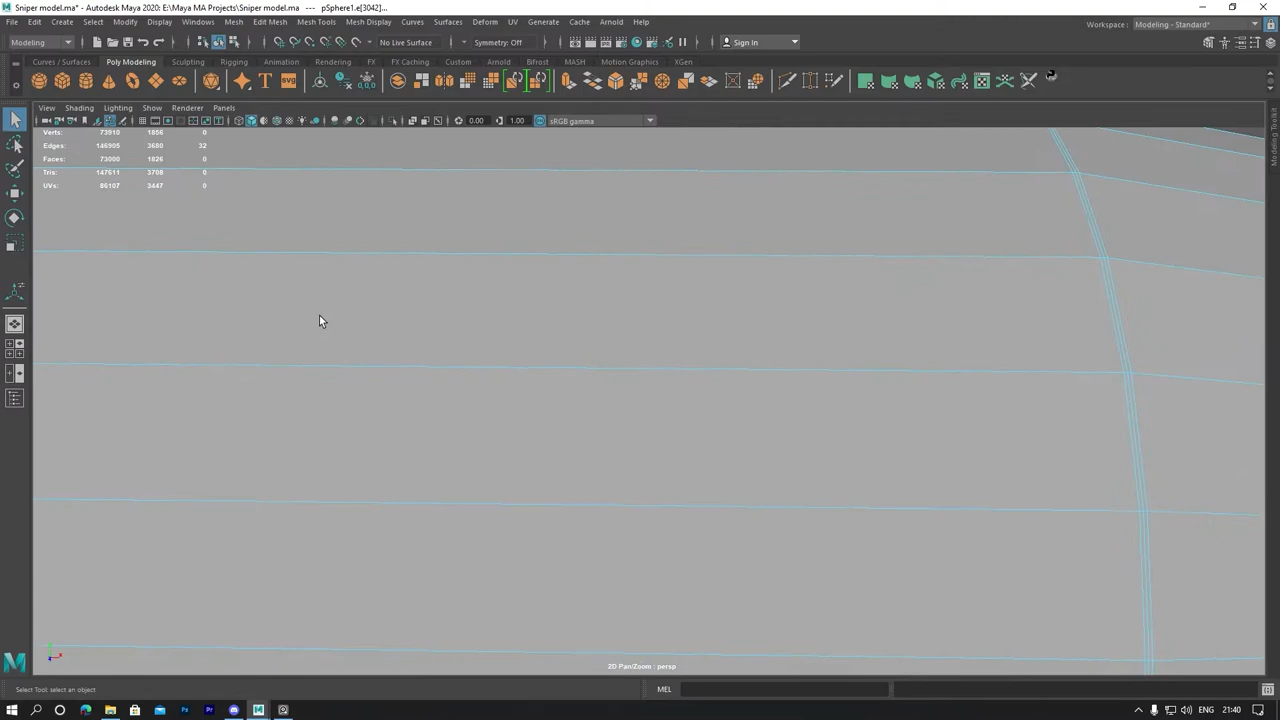 Sniper model.ma* - Autodesk Maya 2020: E:\Maya MA Projects\Sniper model.ma --- pSphere1.e[3042]...
File Edit Create Select Modify Display Windows Mesh Edit Mesh Mesh Tools Mesh Display Curves Surfaces Deform UV Generate Cache Arnold Help
Workspace : Modeling - Standard*
Modeling No Live Surface Symmetry: Off Sign In
Curves / Surfaces Poly Modeling Sculpting Rigging Animation Rendering FX FX Caching Custom Arnold Bifrost MASH Motion Graphics XGen
T SVG
View Shading Lighting Show Renderer Panels
0.00 1.00 sRGB gamma
Modeling Toolkit
Verts: 73910 1856 0
Edges: 146905 3680 32
Faces: 73000 1826 0
Tris: 147611 3708 0
UVs: 86107 3447 0
2D Pan/Zoom : persp
Select Tool: select an object
MEL
ENG 21:40